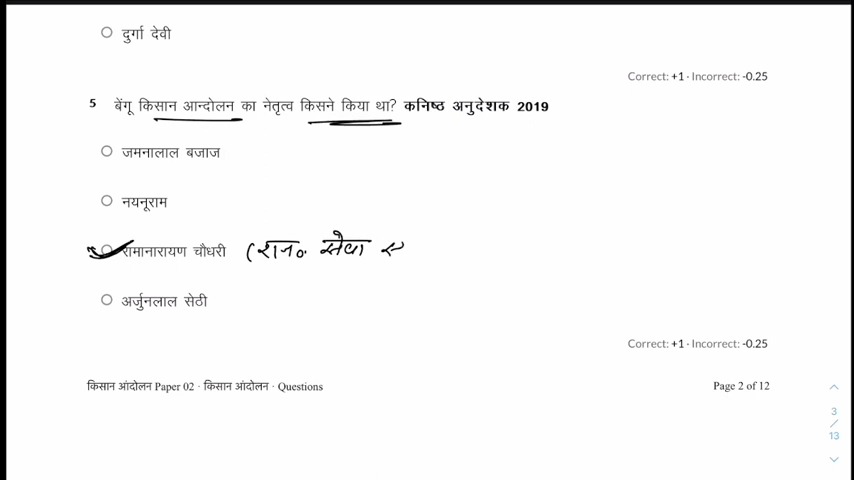 दुर्गा देवी
Correct: +1 · Incorrect: -0.25
5 बेंगू किसान आन्दोलन का नेतृत्व किसने किया था? कनिष्ठ अनुदेशक 2019
जमनालाल बजाज
नयनूराम
रामानारायण चौधरी (राज० सेवा स
अर्जुनलाल सेठी
Correct: +1 · Incorrect: -0.25
किसान आंदोलन Paper 02 · किसान आंदोलन · Questions
Page 2 of 12
3
/
13